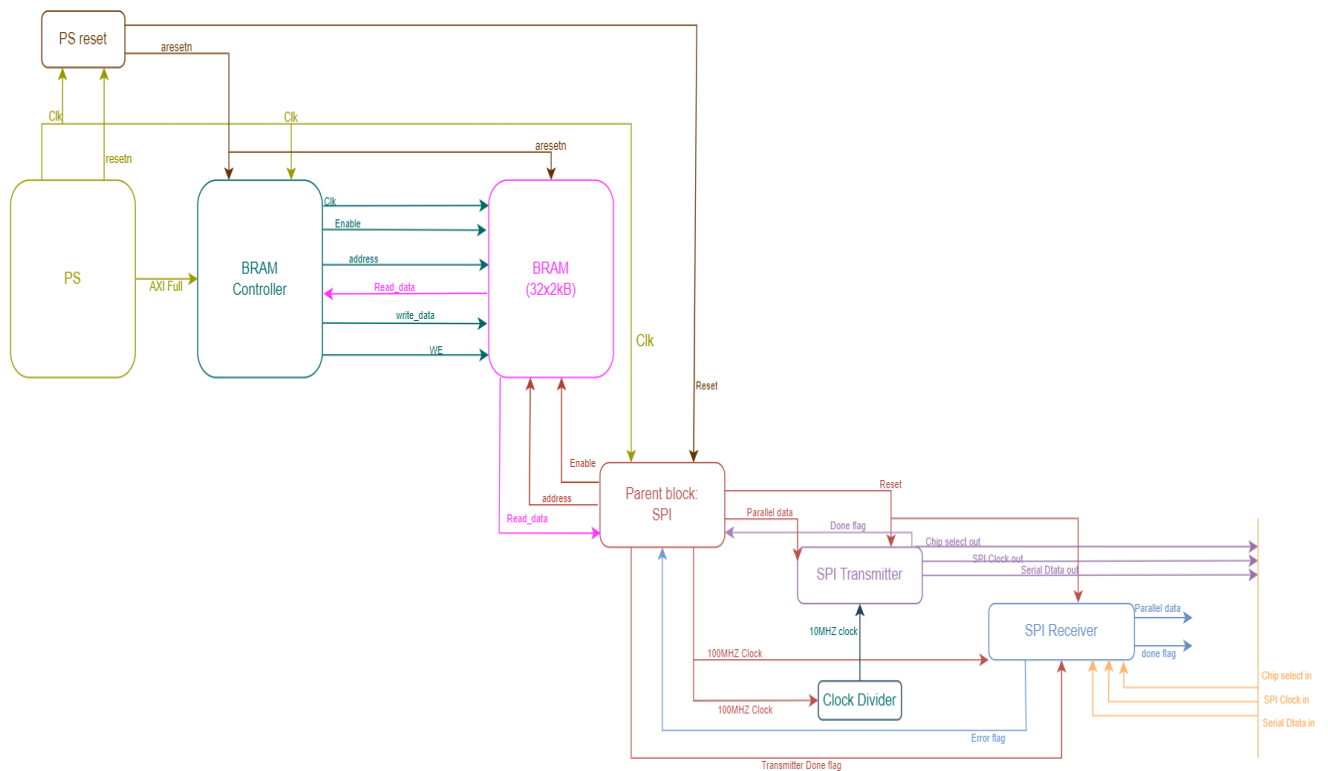 PS reset
aresetn
Clk
Clk
resetn
aresetn
PS
AXI Full
BRAM
Controller
Clk
Enable
address
Read_data
write_data
WE
BRAM
(32x2kB)
Clk
Reset
Enable
address
Read_data
Parent block:
SPI
Reset
Parallel data
Done flag
Chip select out
SPI Clock out
Serial Dtata out
SPI Transmitter
10MHZ clock
SPI Receiver
Parallel data
done flag
100MHZ Clock
100MHZ Clock
Clock Divider
Chip select in
SPI Clock in
Serial Dtata in
Error flag
Transmitter Done flag